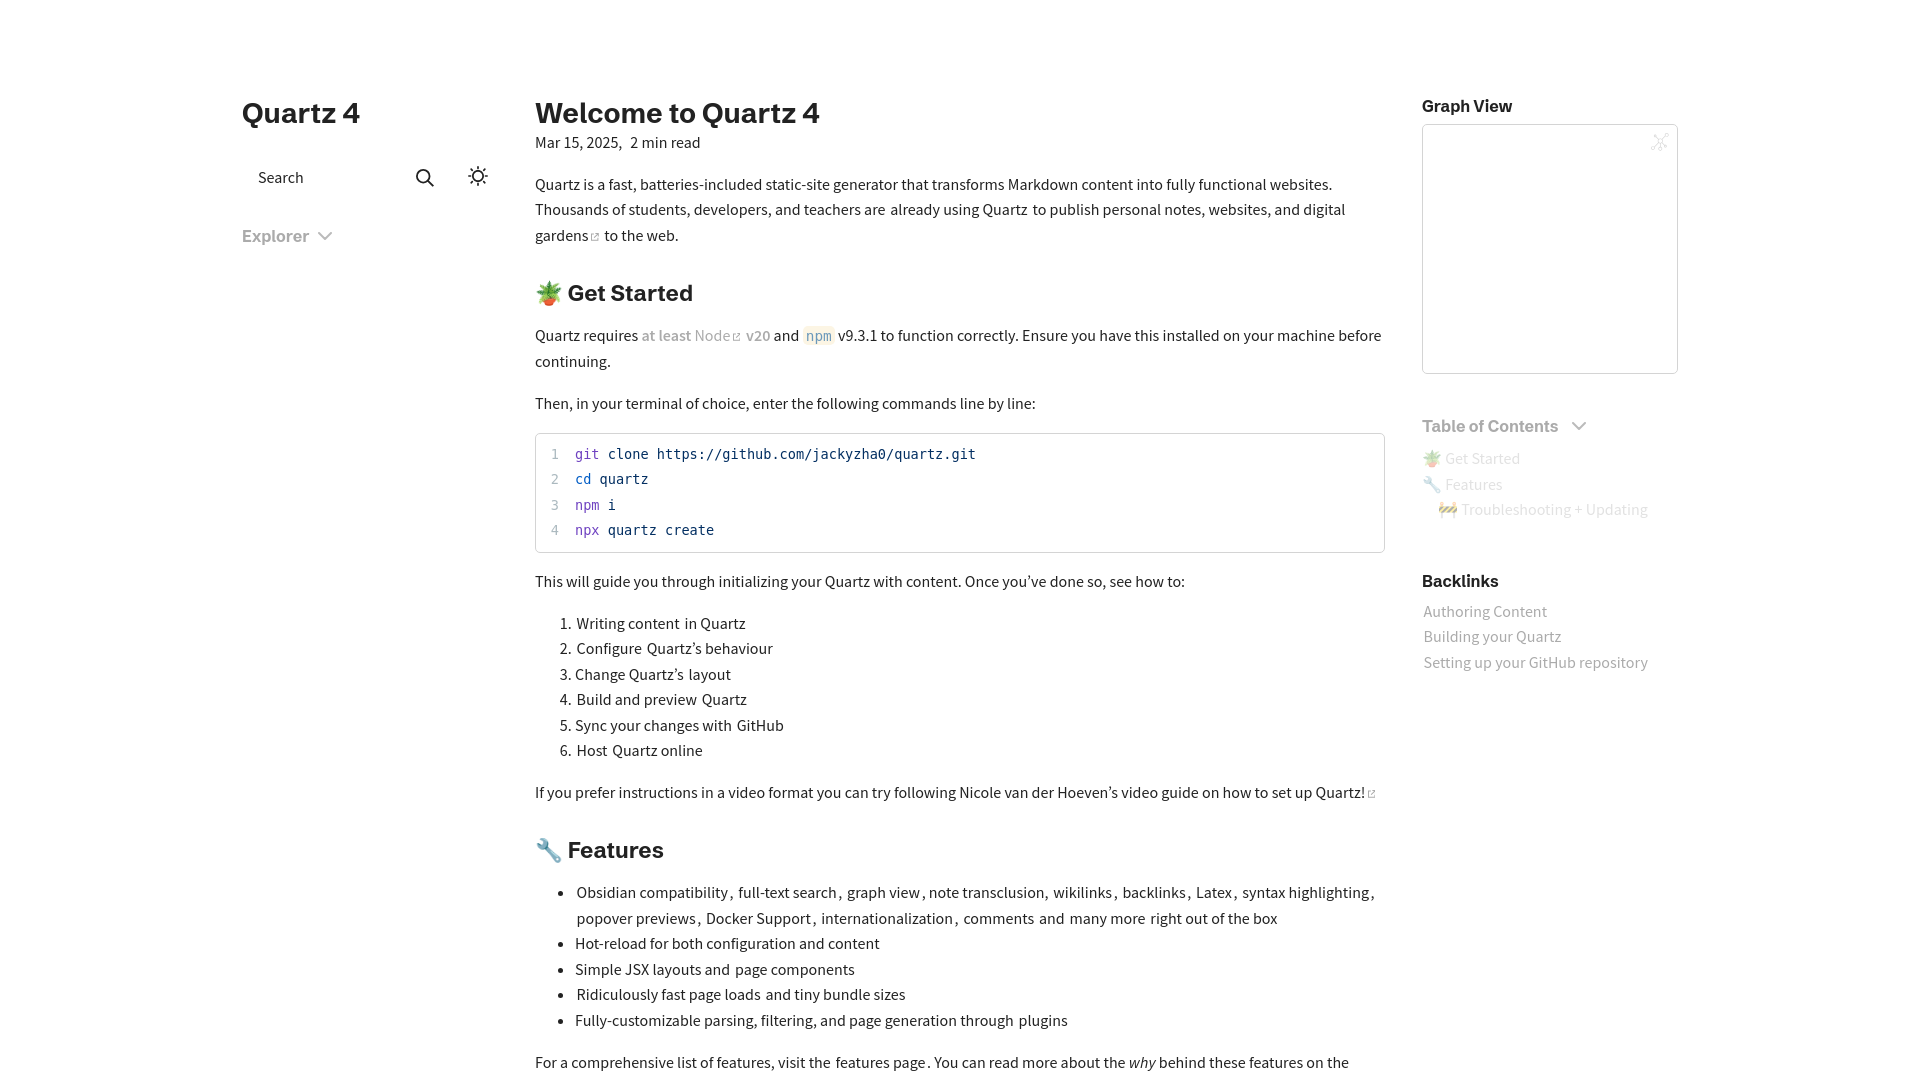 Quartz 4
Search
Explorer
Welcome to Quartz 4
Mar 15, 2025, 2 min read
Quartz is a fast, batteries-included static-site generator that transforms Markdown content into fully functional websites.
Thousands of students, developers, and teachers are already using Quartz to publish personal notes, websites, and digital
gardens to the web.
🪴 Get Started
Quartz requires at least Node v20 and npm v9.3.1 to function correctly. Ensure you have this installed on your machine before
continuing.
Then, in your terminal of choice, enter the following commands line by line:
1 git clone https://github.com/jackyzha0/quartz.git
2 cd quartz
3 npm i
4 npx quartz create
This will guide you through initializing your Quartz with content. Once you’ve done so, see how to:
1. Writing content in Quartz
2. Configure Quartz’s behaviour
3. Change Quartz’s layout
4. Build and preview Quartz
5. Sync your changes with GitHub
6. Host Quartz online
If you prefer instructions in a video format you can try following Nicole van der Hoeven’s video guide on how to set up Quartz!
🔧 Features
• Obsidian compatibility, full-text search, graph view, note transclusion, wikilinks, backlinks, Latex, syntax highlighting,
popover previews, Docker Support, internationalization, comments and many more right out of the box
• Hot-reload for both configuration and content
• Simple JSX layouts and page components
• Ridiculously fast page loads and tiny bundle sizes
• Fully-customizable parsing, filtering, and page generation through plugins
For a comprehensive list of features, visit the features page. You can read more about the why behind these features on the
Graph View
Table of Contents
🪴 Get Started
🔧 Features
🚧 Troubleshooting + Updating
Backlinks
Authoring Content
Building your Quartz
Setting up your GitHub repository